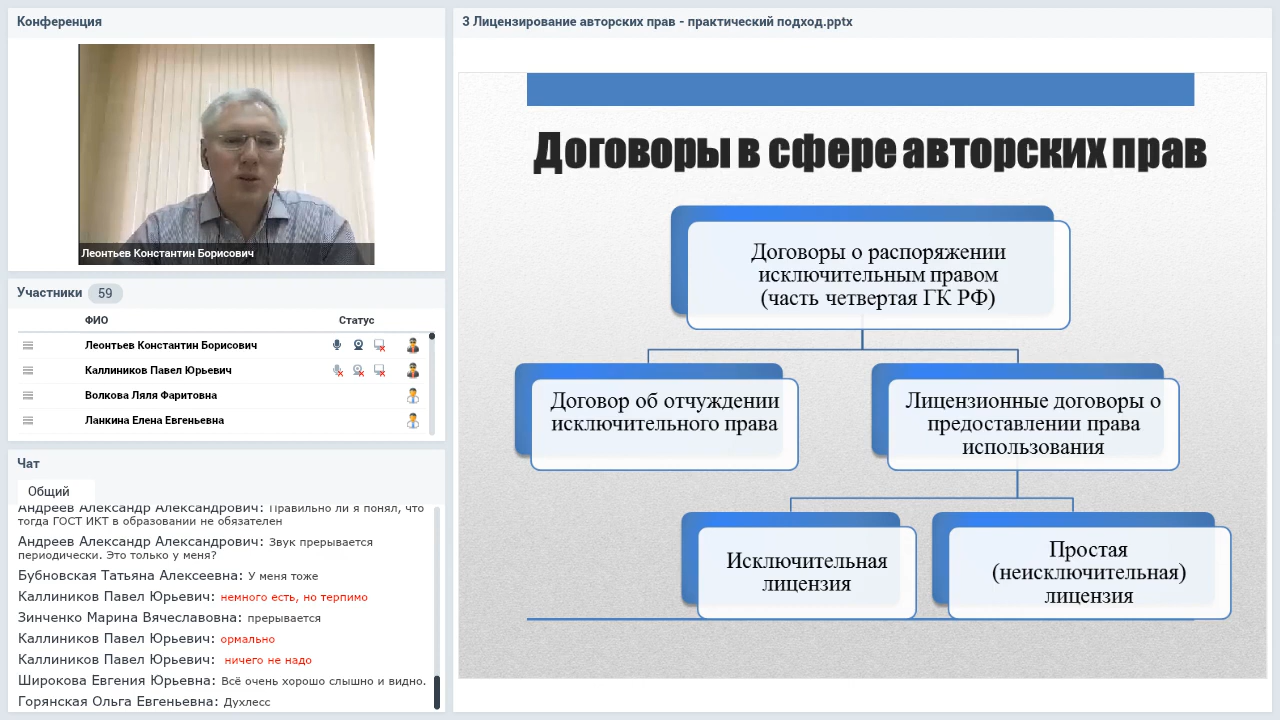 Конференция
Леонтьев Константин Борисович
Участники 59
ФИО Статус
Леонтьев Константин Борисович
Каллиников Павел Юрьевич
Волкова Ляля Фаритовна
Ланкина Елена Евгеньевна
Чат
Общий
Андреев Александр Александрович: Правильно ли я понял, что
тогда ГОСТ ИКТ в образовании не обязателен
Андреев Александр Александрович: Звук прерывается
периодически. Это только у меня?
Бубновская Татьяна Алексеевна: У меня тоже
Каллиников Павел Юрьевич: немного есть, но терпимо
Зинченко Марина Вячеславовна: прерывается
Каллиников Павел Юрьевич: ормально
Каллиников Павел Юрьевич: ничего не надо
Широкова Евгения Юрьевна: Всё очень хорошо слышно и видно.
Горянская Ольга Евгеньевна: Духлесс
3 Лицензирование авторских прав - практический подход.pptx
Договоры в сфере авторских прав
Договоры о распоряжении
исключительным правом
(часть четвертая ГК РФ)
Договор об отчуждении
исключительного права
Лицензионные договоры о
предоставлении права
использования
Исключительная
лицензия
Простая
(неисключительная)
лицензия